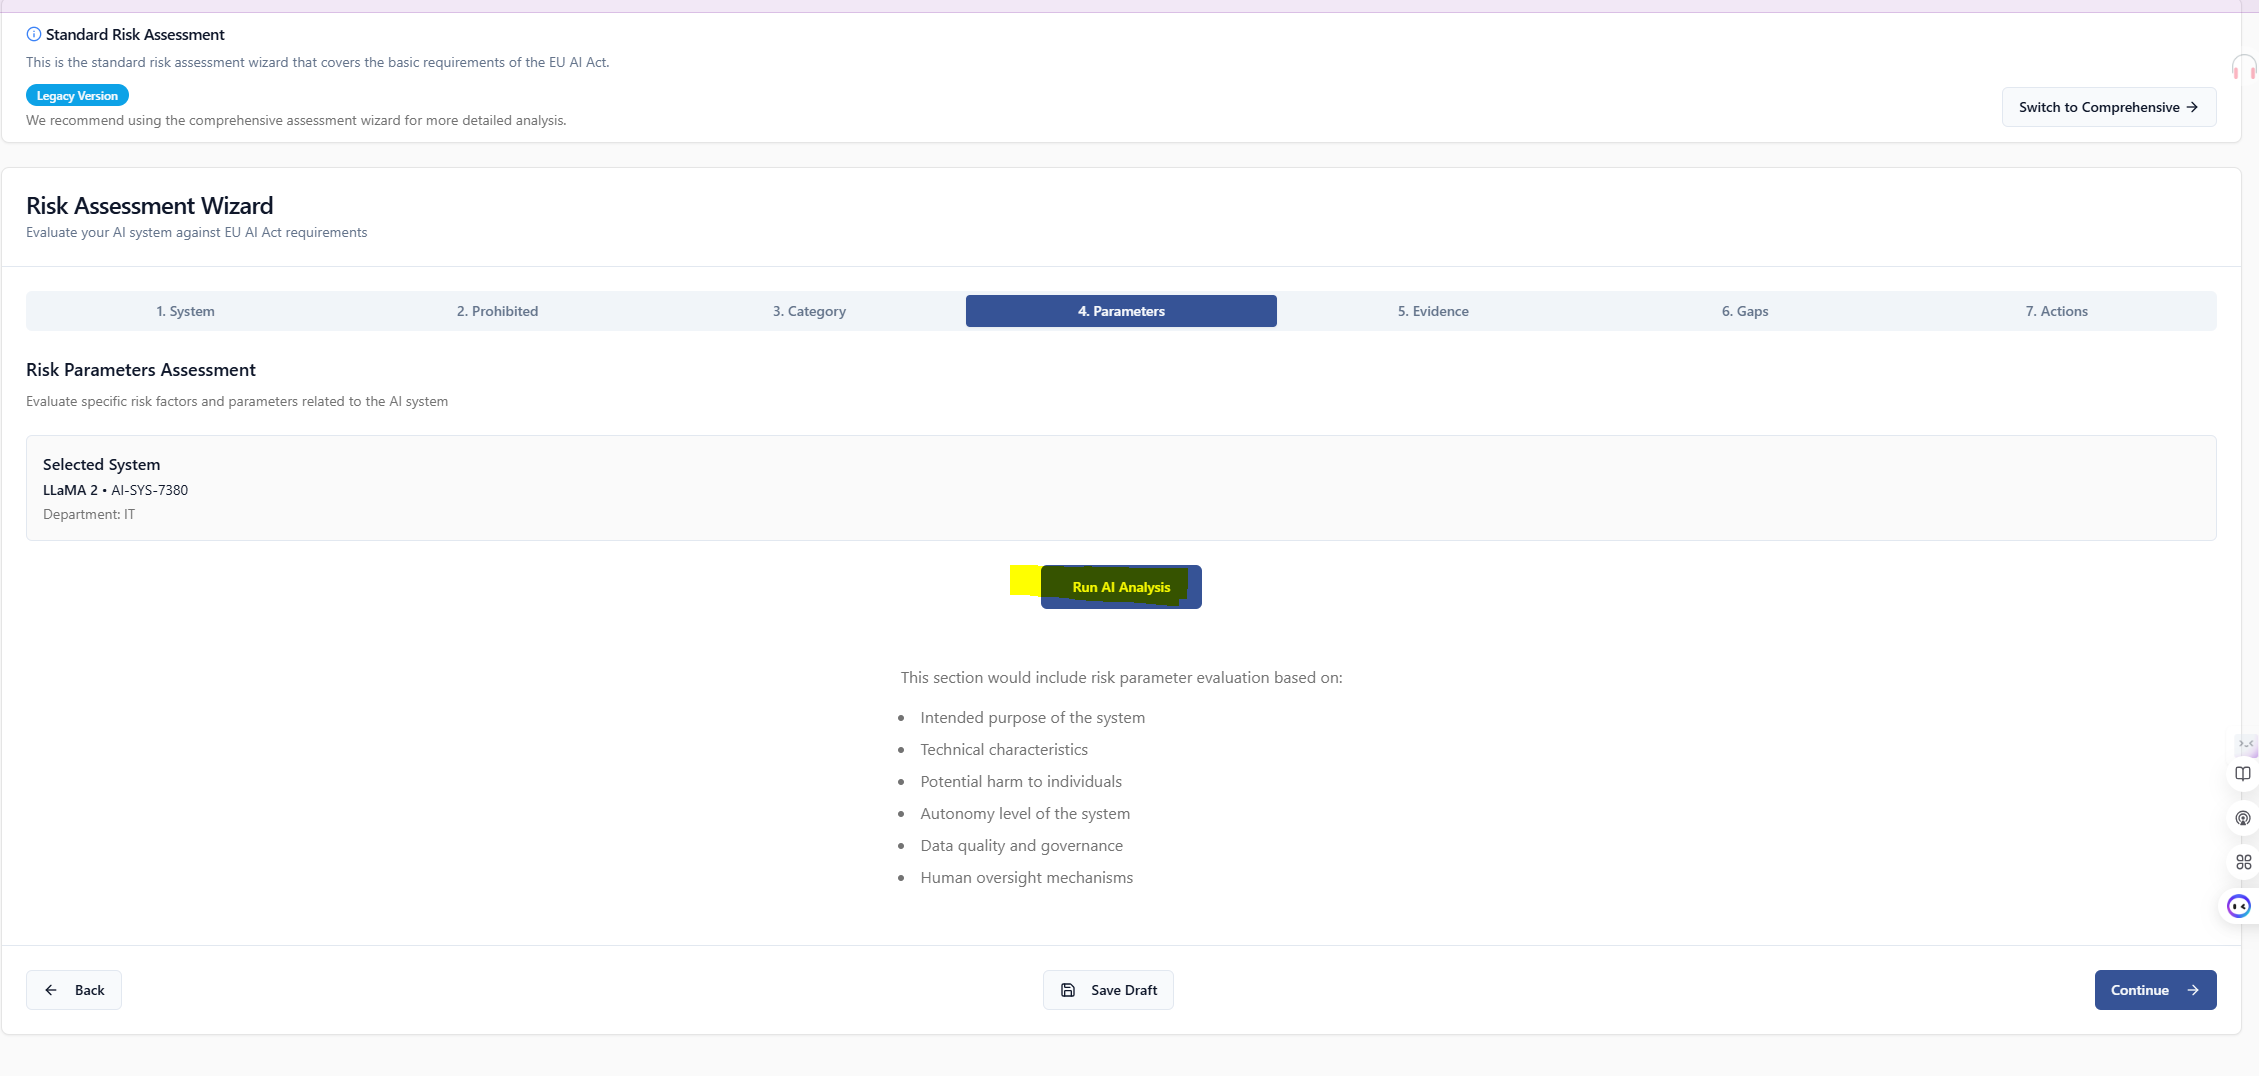 Standard Risk Assessment
This is the standard risk assessment wizard that covers the basic requirements of the EU AI Act.
Legacy Version
We recommend using the comprehensive assessment wizard for more detailed analysis.
Switch to Comprehensive →
Risk Assessment Wizard
Evaluate your AI system against EU AI Act requirements
1. System
2. Prohibited
3. Category
4. Parameters
5. Evidence
6. Gaps
7. Actions
Risk Parameters Assessment
Evaluate specific risk factors and parameters related to the AI system
Selected System
LLaMA 2 • AI-SYS-7380
Department: IT
Run AI Analysis
This section would include risk parameter evaluation based on:
• Intended purpose of the system
• Technical characteristics
• Potential harm to individuals
• Autonomy level of the system
• Data quality and governance
• Human oversight mechanisms
← Back
Save Draft
Continue →